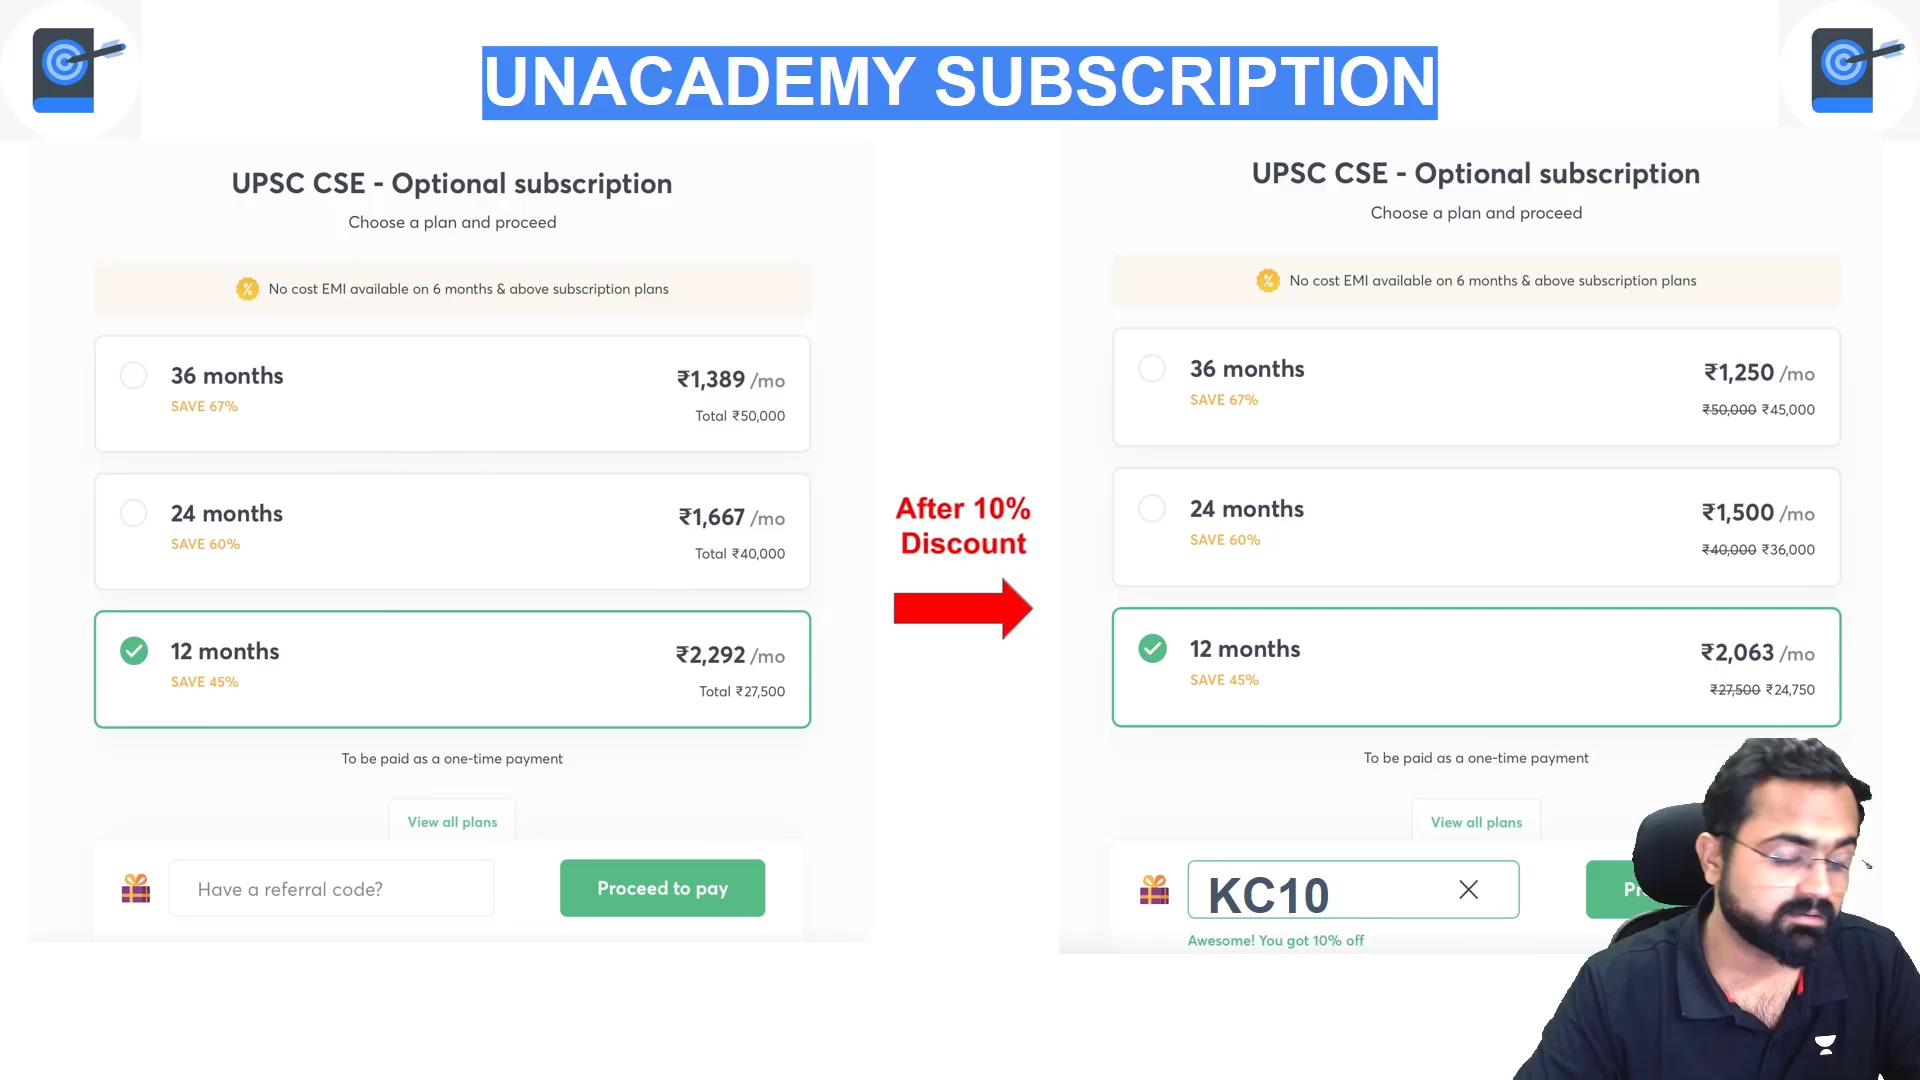 UNACADEMY SUBSCRIPTION
UPSC CSE - Optional subscription
Choose a plan and proceed
No cost EMI available on 6 months & above subscription plans
36 months
₹1,389 /mo
SAVE 67%
Total ₹50,000
24 months
₹1,667 /mo
SAVE 60%
Total ₹40,000
12 months
₹2,292 /mo
SAVE 45%
Total ₹27,500
To be paid as a one-time payment
View all plans
Have a referral code?
Proceed to pay
After 10%
Discount
UPSC CSE - Optional subscription
Choose a plan and proceed
No cost EMI available on 6 months & above subscription plans
36 months
₹1,250 /mo
SAVE 67%
₹50,000 ₹45,000
24 months
₹1,500 /mo
SAVE 60%
₹40,000 ₹36,000
12 months
₹2,063 /mo
SAVE 45%
₹27,500 ₹24,750
To be paid as a one-time payment
View all plans
KC10
Awesome! You got 10% off